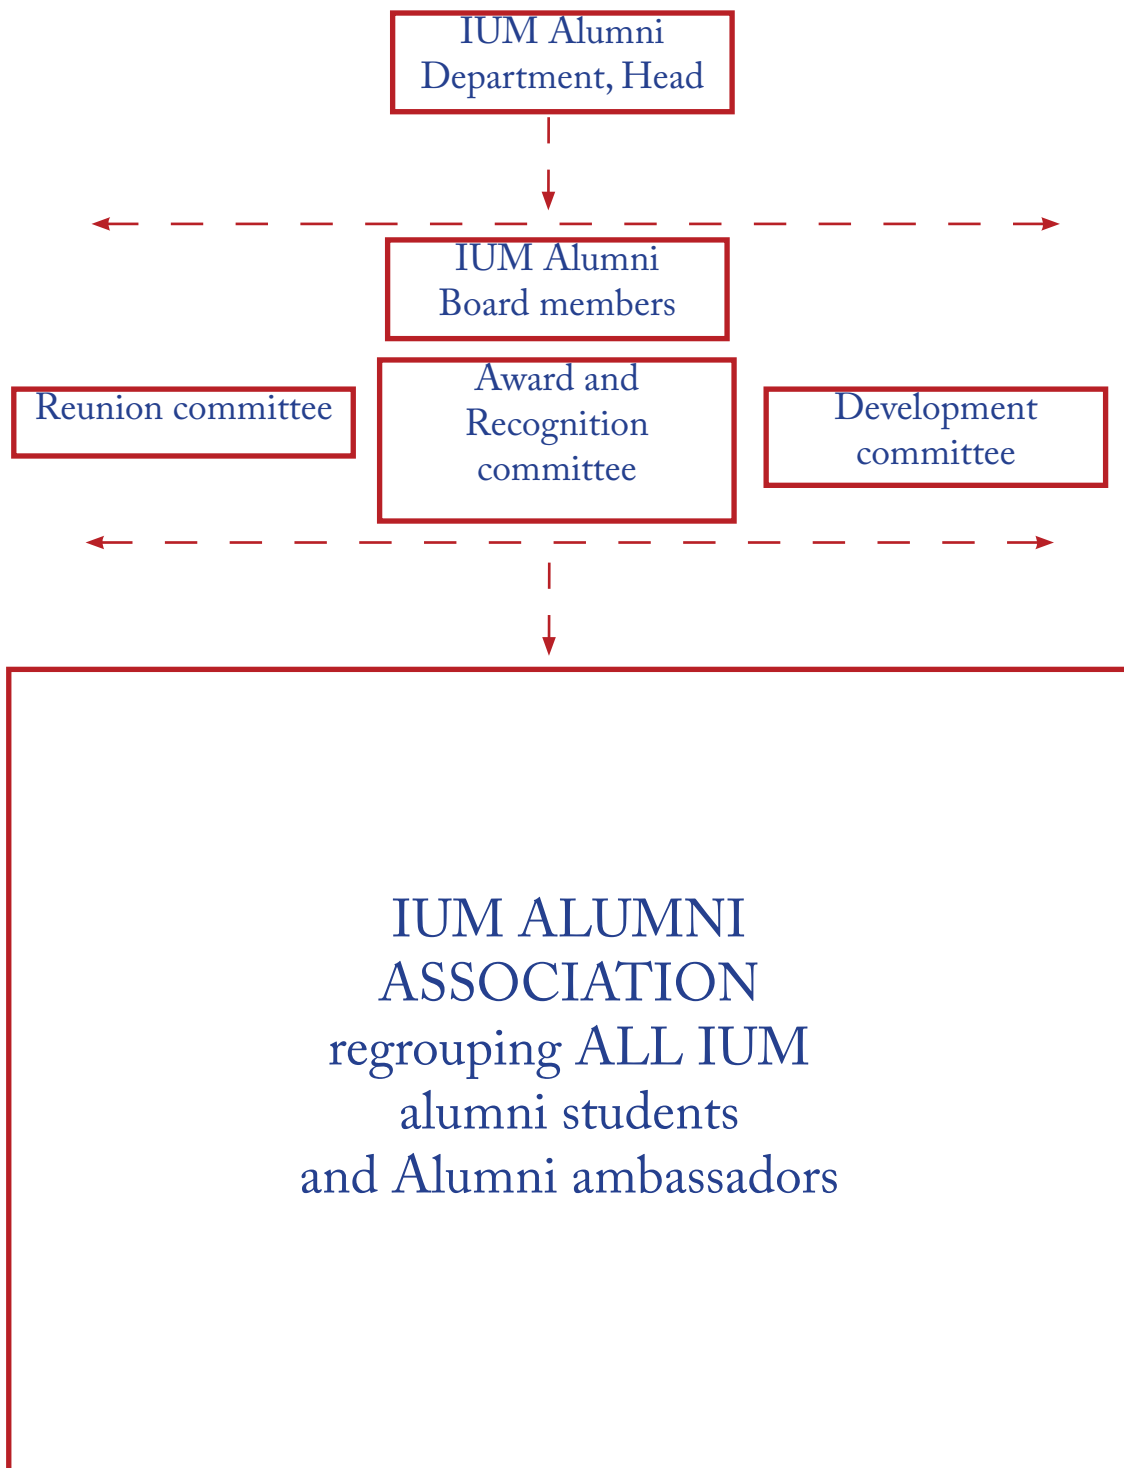 IUM Alumni
Department, Head
IUM Alumni
Board members
Reunion committee
Award and
Recognition
committee
Development
committee
IUM ALUMNI
ASSOCIATION
regrouping ALL IUM
alumni students
and Alumni ambassadors